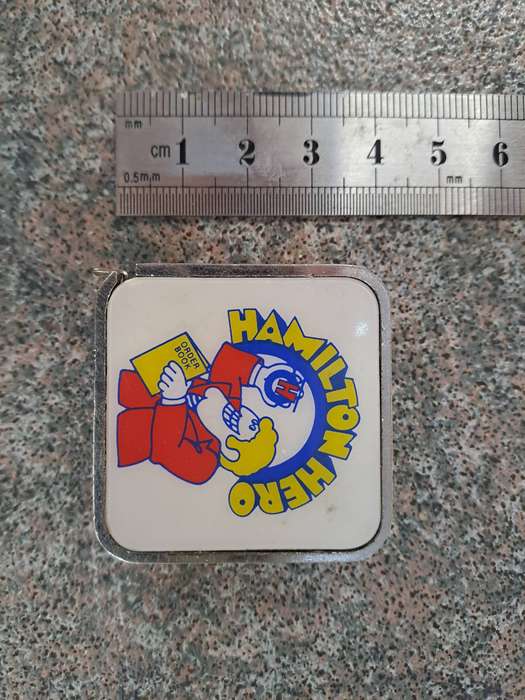 mm
cm 1 2 3 4 5 6
0.5mm mm
HAMILTON HERO
ORDER
BOOK
H